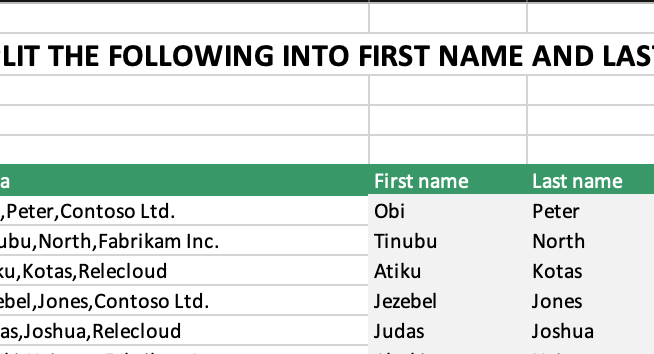 LIT THE FOLLOWING INTO FIRST NAME AND LAS
a First name Last name
,Peter,Contoso Ltd. Obi Peter
ubu,North,Fabrikam Inc. Tinubu North
ku,Kotas,Relecloud Atiku Kotas
ebel,Jones,Contoso Ltd. Jezebel Jones
as,Joshua,Relecloud Judas Joshua